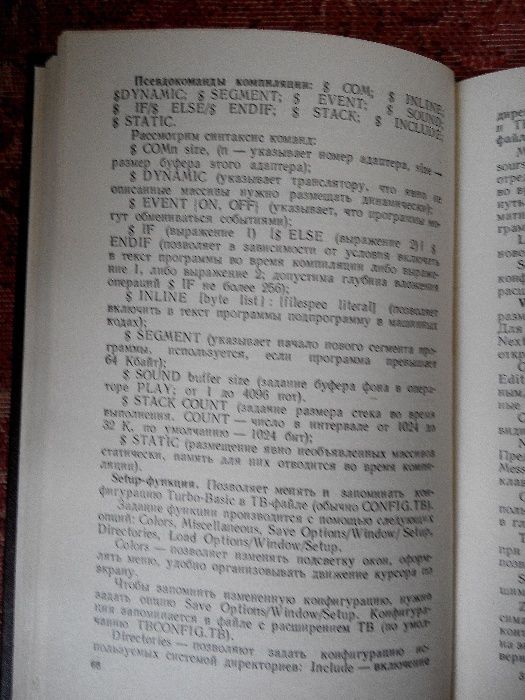 Псевдокоманды компиляции: § COM; § INLINE;
§DYNAMIC; § SEGMENT; § EVENT; § SOUND;
§ IF/§ ELSE/§ ENDIF; § STACK; § INCLUDE;
§ STATIC.
Рассмотрим синтаксис команд:
§ COMn size, (n — указывает номер адаптера, size —
размер буфера этого адаптера);
§ DYNAMIC (указывает транслятору, что явно не
описанные массивы нужно размещать динамически);
§ EVENT {ON, OFF} (указывает, что программы мо-
гут обмениваться событиями);
§ IF (выражение 1) [§ ELSE (выражение 2)] §
ENDIF (позволяет в зависимости от условия включить
в текст программы во время компиляции либо выраже-
ние 1, либо выражение 2; допустима глубина вложения
операций § IF не более 256);
§ INLINE [byte list] : [filespec literal] (позволяет
включить в текст программы подпрограмму в машинных
кодах);
§ SEGMENT (указывает начало нового сегмента про-
граммы, используется, если программа превышает
64 Кбайт);
§ SOUND buffer size (задание буфера фона в опера-
торе PLAY; от 1 до 4096 нот).
§ STACK COUNT (задание размера стека во время
выполнения. COUNT — число в интервале от 1024 до
32 К, по умолчанию — 1024 бит);
§ STATIC (размещение явно необъявленных массивов
статически, память для них отводится во время компи-
ляции).
Setup-функция. Позволяет менять и запоминать кон-
фигурацию Turbo-Basic в ТВ-файле (обычно CONFIG.TB).
Задание функции производится с помощью следующих
опций: Colors, Miscellaneous, Save Options/Window/ Setup,
Directories, Load Options/Window/Setup.
Colors — позволяет изменять подсветку окон, оформ-
лять меню, удобно организовывать движение курсора по
экрану.
Чтобы запомнить измененную конфигурацию, нужно
задать опцию Save Options/Window/Setup. Конфигура-
ция запоминается в файле с расширением ТВ (по умол-
чанию TBCONFIG.TB).
Directories — позволяют задать конфигурацию ис-
пользуемых системой директориев: Include — включение
68